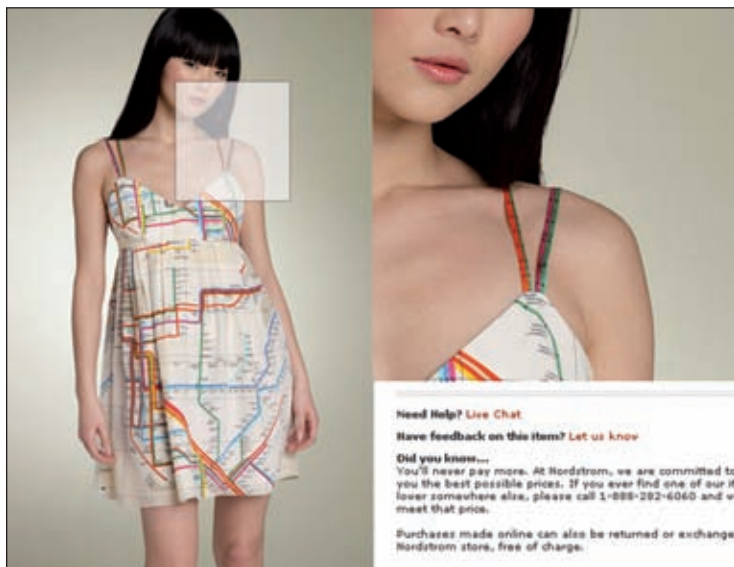 Need Help? Live Chat
Have feedback on this item? Let us know
Did you know...
You'll never pay more. At Nordstrom, we are committed to
you the best possible prices. If you ever find one of our it
lower somewhere else, please call 1-888-282-6060 and w
meet that price.
Purchases made online can also be returned or exchange
Nordstrom store, free of charge.